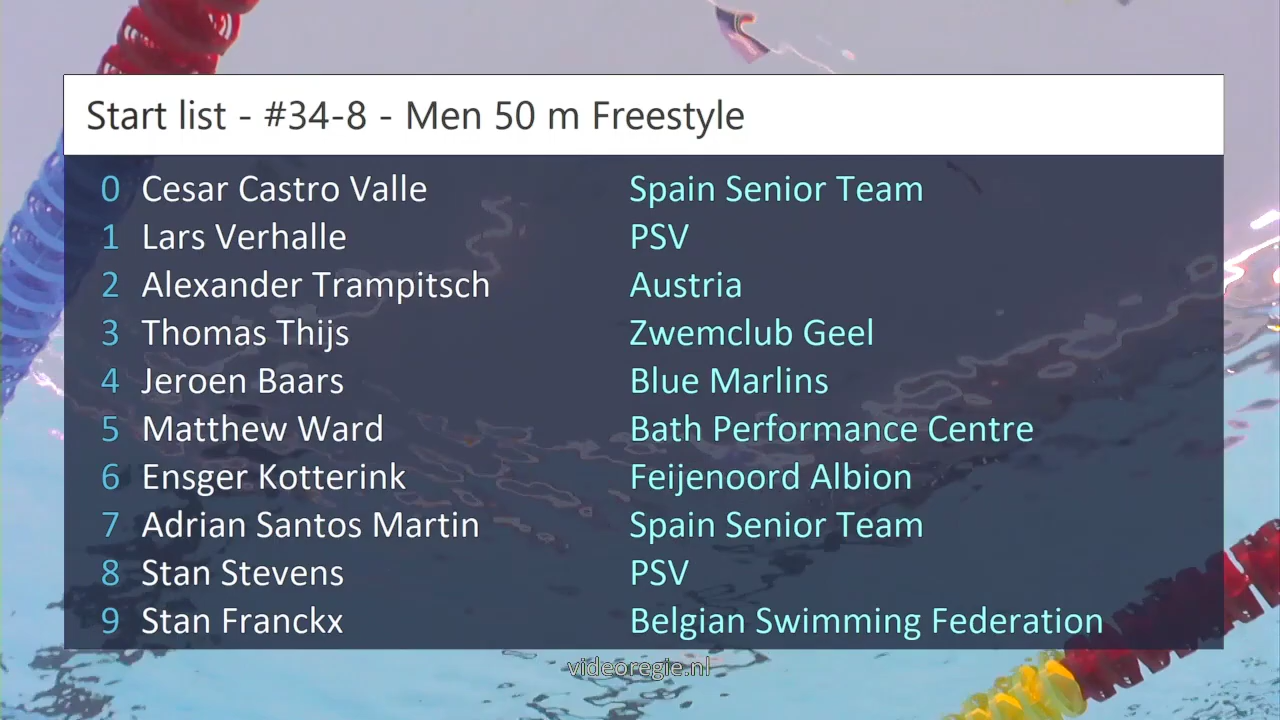 Start list - #34-8 - Men 50 m Freestyle
0 Cesar Castro Valle Spain Senior Team
1 Lars Verhalle PSV
2 Alexander Trampitsch Austria
3 Thomas Thijs Zwemclub Geel
4 Jeroen Baars Blue Marlins
5 Matthew Ward Bath Performance Centre
6 Ensger Kotterink Feijenoord Albion
7 Adrian Santos Martin Spain Senior Team
8 Stan Stevens PSV
9 Stan Franckx Belgian Swimming Federation
videoregie.nl